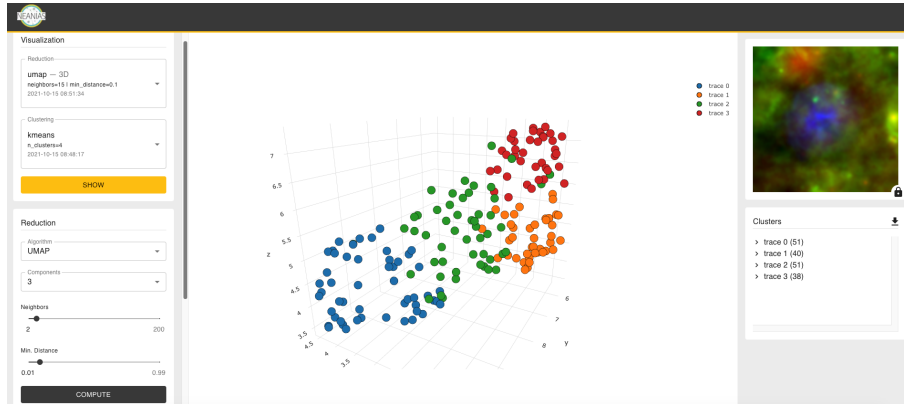 NEANIAS
Visualization
Reduction
umap — 3D
neighbors=15 | min_distance=0.1
2021-10-15 08:51:34
Clustering
kmeans
n_clusters=4
2021-10-15 08:48:17
SHOW
Reduction
Algorithm
UMAP
Components
3
Neighbors
2 200
Min. Distance
0.01 0.99
COMPUTE
7
6.5
6
5.5
z
5
4.5
4
3.5
4.5
4
3.5
6
7
8
y
trace 0
trace 1
trace 2
trace 3
Clusters
trace 0 (51)
trace 1 (40)
trace 2 (51)
trace 3 (38)